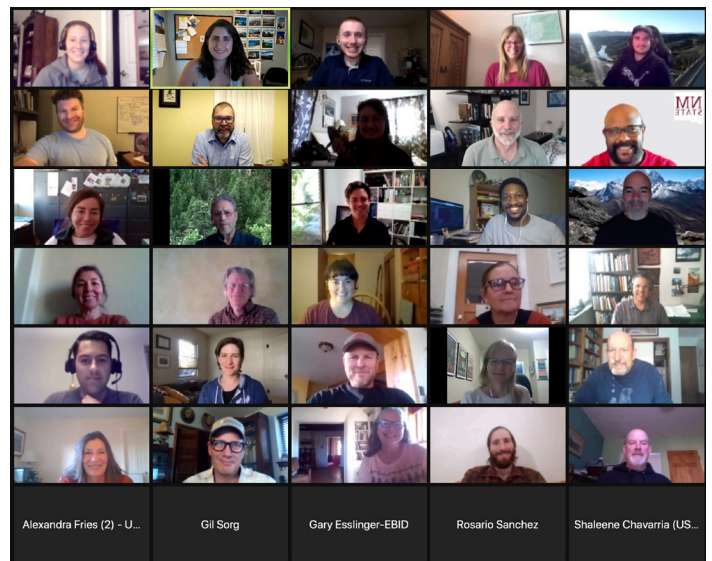 NM
STATE
Alexandra Fries (2) - U...
Gil Sorg
Gary Esslinger-EBID
Rosario Sanchez
Shaleene Chavarria (US...